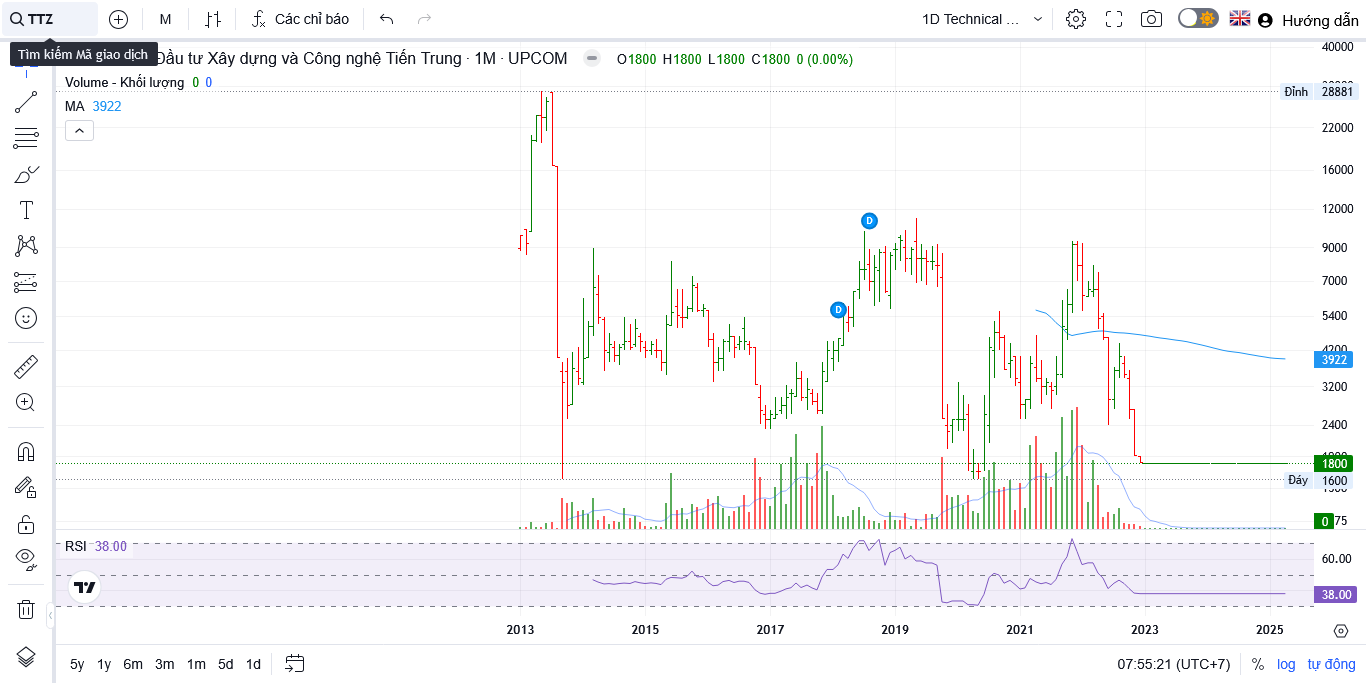 TTZ
M
Các chỉ báo
1D Technical ...
Hướng dẫn
Tìm kiếm Mã giao dịch
Đầu tư Xây dựng và Công nghệ Tiến Trung · 1M · UPCOM
O1800 H1800 L1800 C1800 0 (0.00%)
Volume - Khối lượng 0 0
MA 3922
40000
Đỉnh 28881
22000
16000
12000
D
9000
7000
D
5400
4200
3922
3200
2400
1800
Đáy 1600
0
75
RSI 38.00
60.00
38.00
2013 2015 2017 2019 2021 2023 2025
5y 1y 6m 3m 1m 5d 1d
07:55:21 (UTC+7) % log tự động